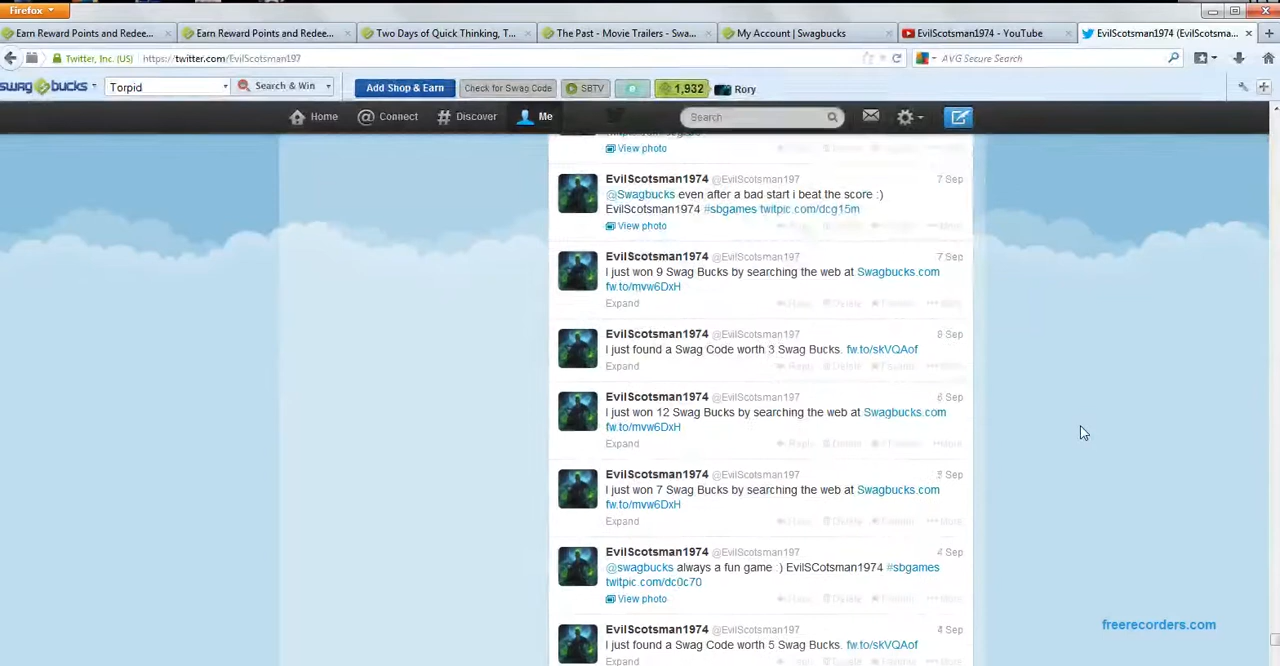 Firefox
Earn Reward Points and Redee...
Earn Reward Points and Redee...
Two Days of Quick Thinking, T...
The Past - Movie Trailers - Swa...
My Account | Swagbucks
EvilScotsman1974 - YouTube
EvilScotsman1974 (EvilScotsma...
Twitter, Inc. (US) https://twitter.com/EvilScotsman197
AVG Secure Search
swagbucks Torpid Search & Win Add Shop & Earn Check for Swag Code SBTV 1,932 Rory
Home Connect Discover Me Search
View photo
EvilScotsman1974 @EvilScotsman197 7 Sep
@Swagbucks even after a bad start i beat the score :)
EvilScotsman1974 #sbgames twitpic.com/dcg15m
View photo
EvilScotsman1974 @EvilScotsman197 7 Sep
I just won 9 Swag Bucks by searching the web at Swagbucks.com
fw.to/mvw6DxH
Expand
EvilScotsman1974 @EvilScotsman197 Sep
I just found a Swag Code worth 3 Swag Bucks. fw.to/skVQAof
Expand
EvilScotsman1974 @EvilScotsman197 Sep
I just won 12 Swag Bucks by searching the web at Swagbucks.com
fw.to/mvw6DxH
Expand
EvilScotsman1974 @EvilScotsman197 Sep
I just won 7 Swag Bucks by searching the web at Swagbucks.com
fw.to/mvw6DxH
Expand
EvilScotsman1974 @EvilScotsman197 4 Sep
@swagbucks always a fun game :) EvilSCotsman1974 #sbgames
twitpic.com/dc0c70
View photo
EvilScotsman1974 @EvilScotsman197 4 Sep
I just found a Swag Code worth 5 Swag Bucks. fw.to/skVQAof
Expand
freerecorders.com